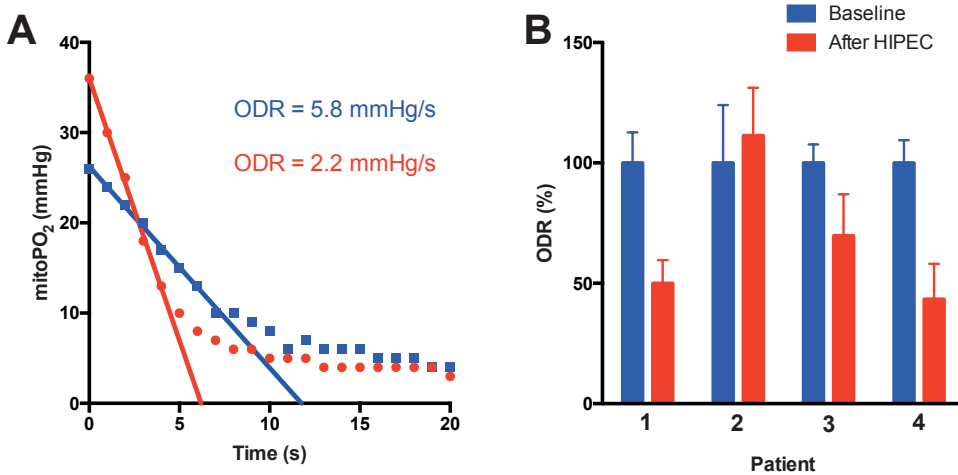 A
mitoPO2 (mmHg)
40
30
20
10
0
ODR = 5.8 mmHg/s
ODR = 2.2 mmHg/s
0
5
10
15
20
Time (s)
B
Baseline
After HIPEC
ODR (%)
150
100
50
0
1
2
3
4
Patient